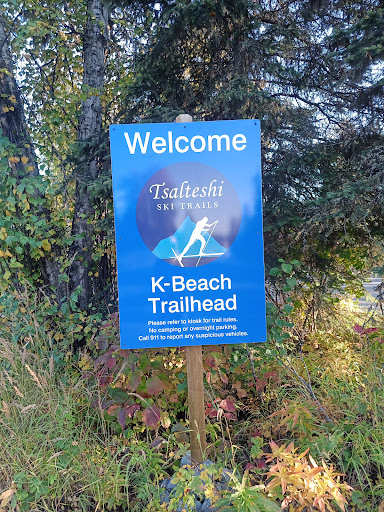 Welcome
Tsalteshi
SKI TRAILS
K-Beach
Trailhead
Please refer to kiosk for trail rules.
No camping or overnight parking.
Call 911 to report any suspicious vehicles.